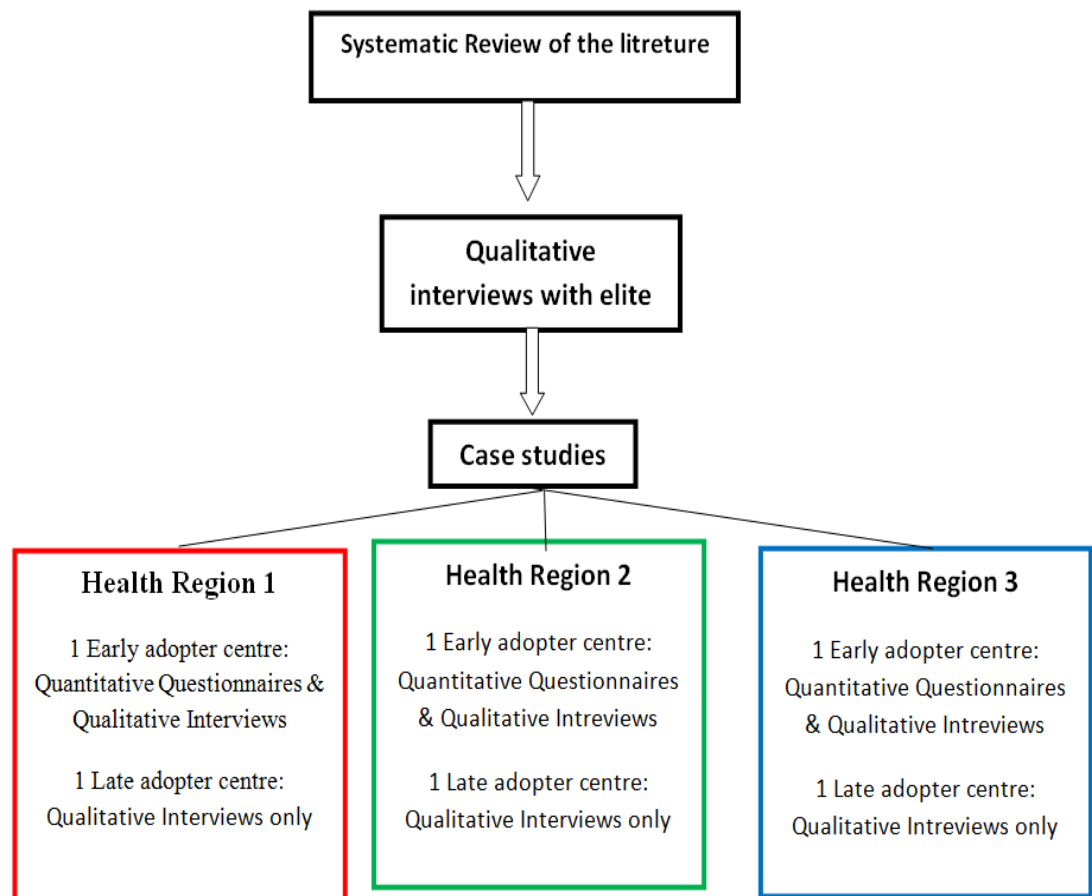 Systematic Review of the litreture
Qualitative
interviews with elite
Case studies
Health Region 1
1 Early adopter centre:
Quantitative Questionnaires &
Qualitative Interviews
1 Late adopter centre:
Qualitative Interviews only
Health Region 2
1 Early adopter centre:
Quantitative Questionnaires
& Qualitative Intreviews
1 Late adopter centre:
Qualitative Interviews only
Health Region 3
1 Early adopter centre:
Quantitative Questionnaires
& Qualitative Intreviews
1 Late adopter centre:
Qualitative Intreviews only